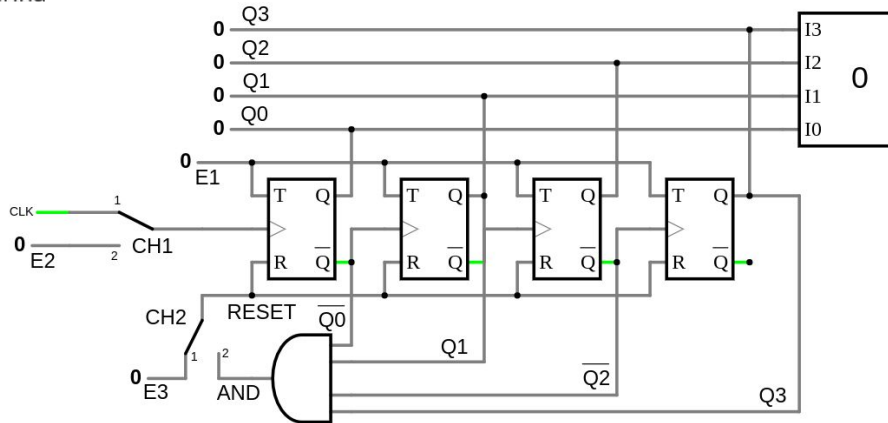 Q3
0
Q2
0
Q1
0
Q0
0
I3
I2
I1
I0
0
0
E1
T Q
R Q̅
T Q
R Q̅
T Q
R Q̅
T Q
R Q̅
CLK
1
CH1
0
E2
2
RESET
CH2
Q̅0̅
Q1
1
2
0
E3
AND
Q̅2̅
Q3